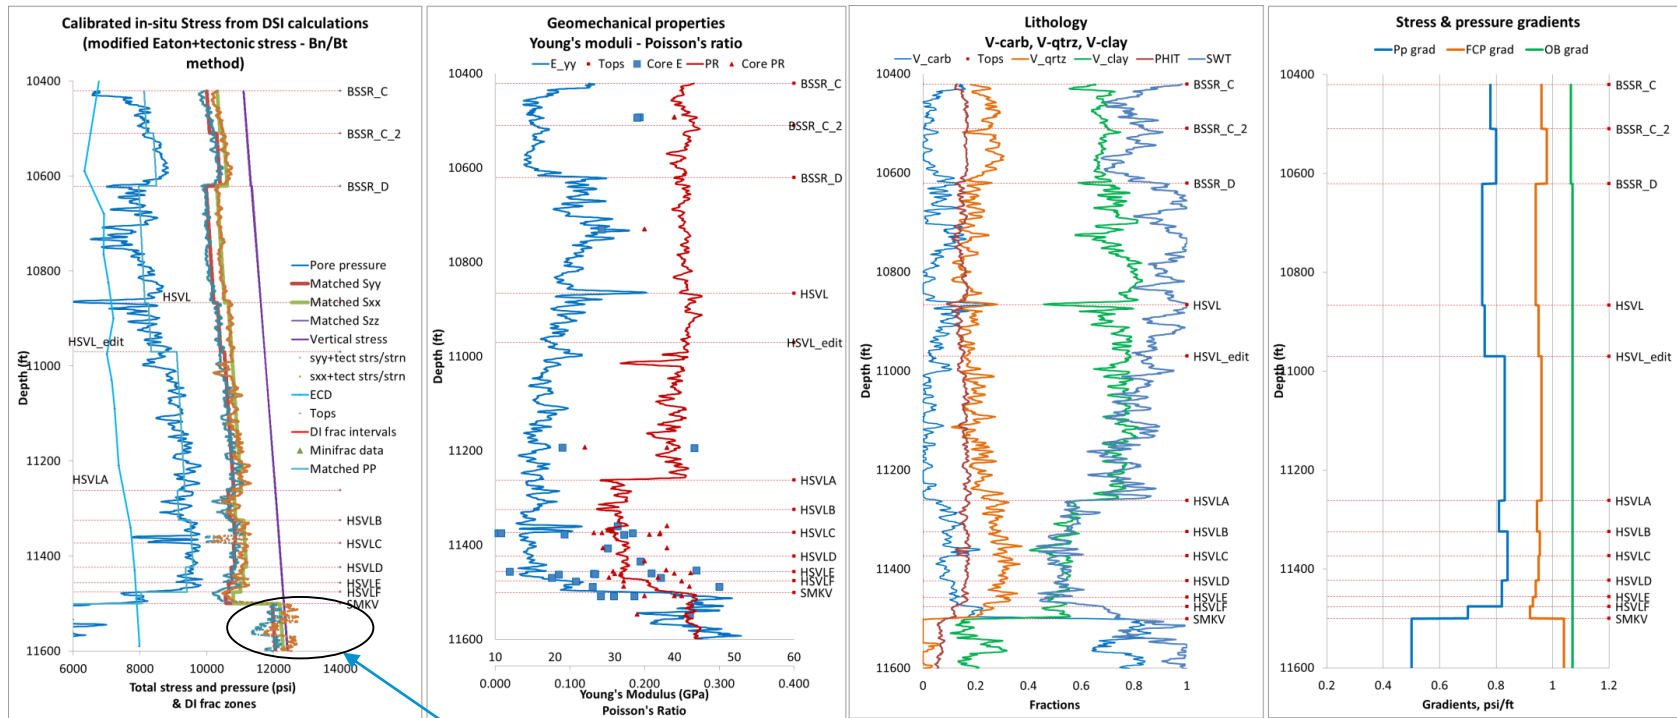 Calibrated in-situ Stress from DSI calculations
(modified Eaton+tectonic stress - Bn/Bt
method)
10400
10600
10800
11000
11200
11400
11600
Depth (ft)
BSSR_C
BSSR_C_2
BSSR_D
HSVL
HSVL_edit
HSVLA
HSVLB
HSVLC
HSVLD
HSVLE
HSVLF
SMKV
Pore pressure
Matched Syy
Matched Sxx
Matched Szz
Vertical stress
syy+tect strs/strn
sxx+tect strs/strn
ECD
Tops
DI frac intervals
Minifrac data
Matched PP
6000 8000 10000 12000 14000
Total stress and pressure (psi)
& DI frac zones
Geomechanical properties
Young's moduli - Poisson's ratio
E_yy Tops Core E PR Core PR
10400
10600
10800
11000
11200
11400
11600
Depth (ft)
BSSR_C
BSSR_C_2
BSSR_D
HSVL
HSVL_edit
HSVLA
HSVLB
HSVLC
HSVLD
HSVLE
HSVLF
SMKV
10 20 30 40 50 60
0.000 0.100 0.200 0.300 0.400
Young's Modulus (GPa)
Poisson's Ratio
Lithology
V-carb, V-qtrz, V-clay
V_carb Tops V_qrtz V_clay PHIT SWT
10400
10600
10800
11000
11200
11400
11600
Depth (ft)
BSSR_C
BSSR_C_2
BSSR_D
HSVL
HSVL_edit
HSVLA
HSVLB
HSVLC
HSVLD
HSVLE
HSVLF
SMKV
0 0.2 0.4 0.6 0.8 1
Fractions
Stress & pressure gradients
Pp grad FCP grad OB grad
10400
10600
10800
11000
11200
11400
11600
Depth (ft)
BSSR_C
BSSR_C_2
BSSR_D
HSVL
HSVL_edit
HSVLA
HSVLB
HSVLC
HSVLD
HSVLE
HSVLF
SMKV
0.2 0.4 0.6 0.8 1 1.2
Gradients, psi/ft